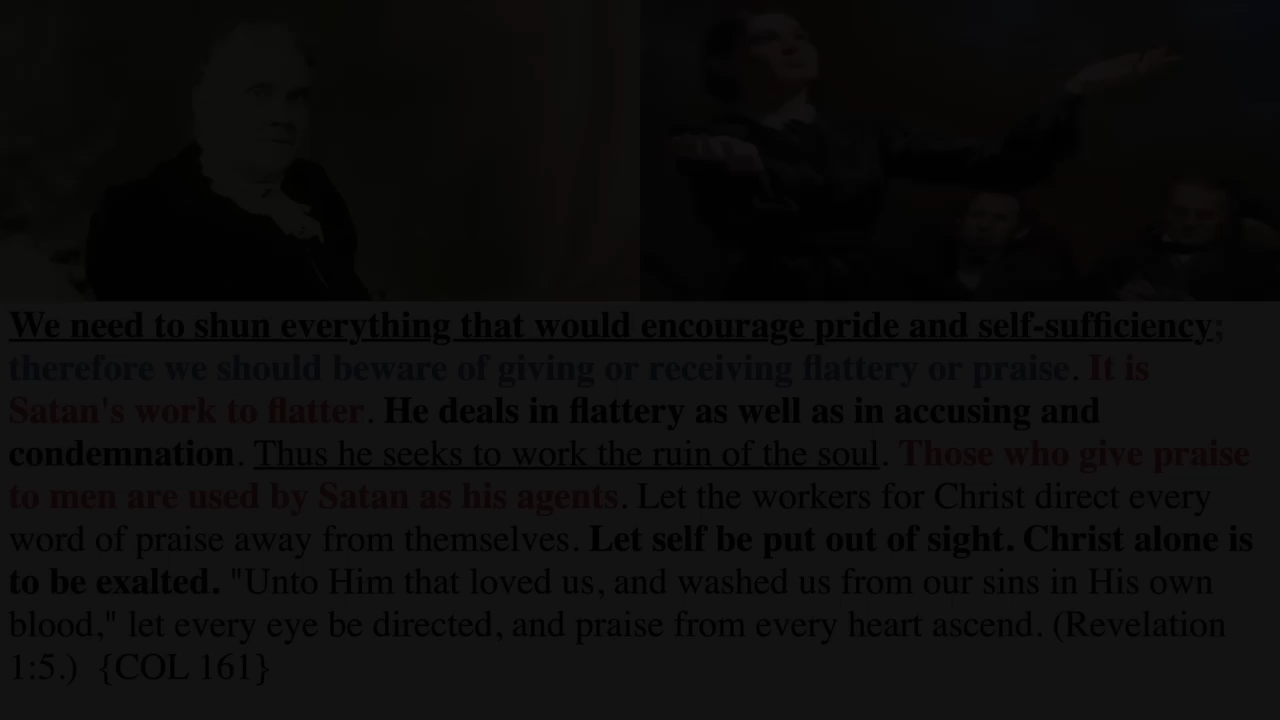 We need to shun everything that would encourage pride and self-sufficiency;
therefore we should beware of giving or receiving flattery or praise. It is
Satan's work to flatter. He deals in flattery as well as in accusing and
condemnation. Thus he seeks to work the ruin of the soul. Those who give praise
to men are used by Satan as his agents. Let the workers for Christ direct every
word of praise away from themselves. Let self be put out of sight. Christ alone is
to be exalted. "Unto Him that loved us, and washed us from our sins in His own
blood," let every eye be directed, and praise from every heart ascend. (Revelation
1:5.)  {COL 161}